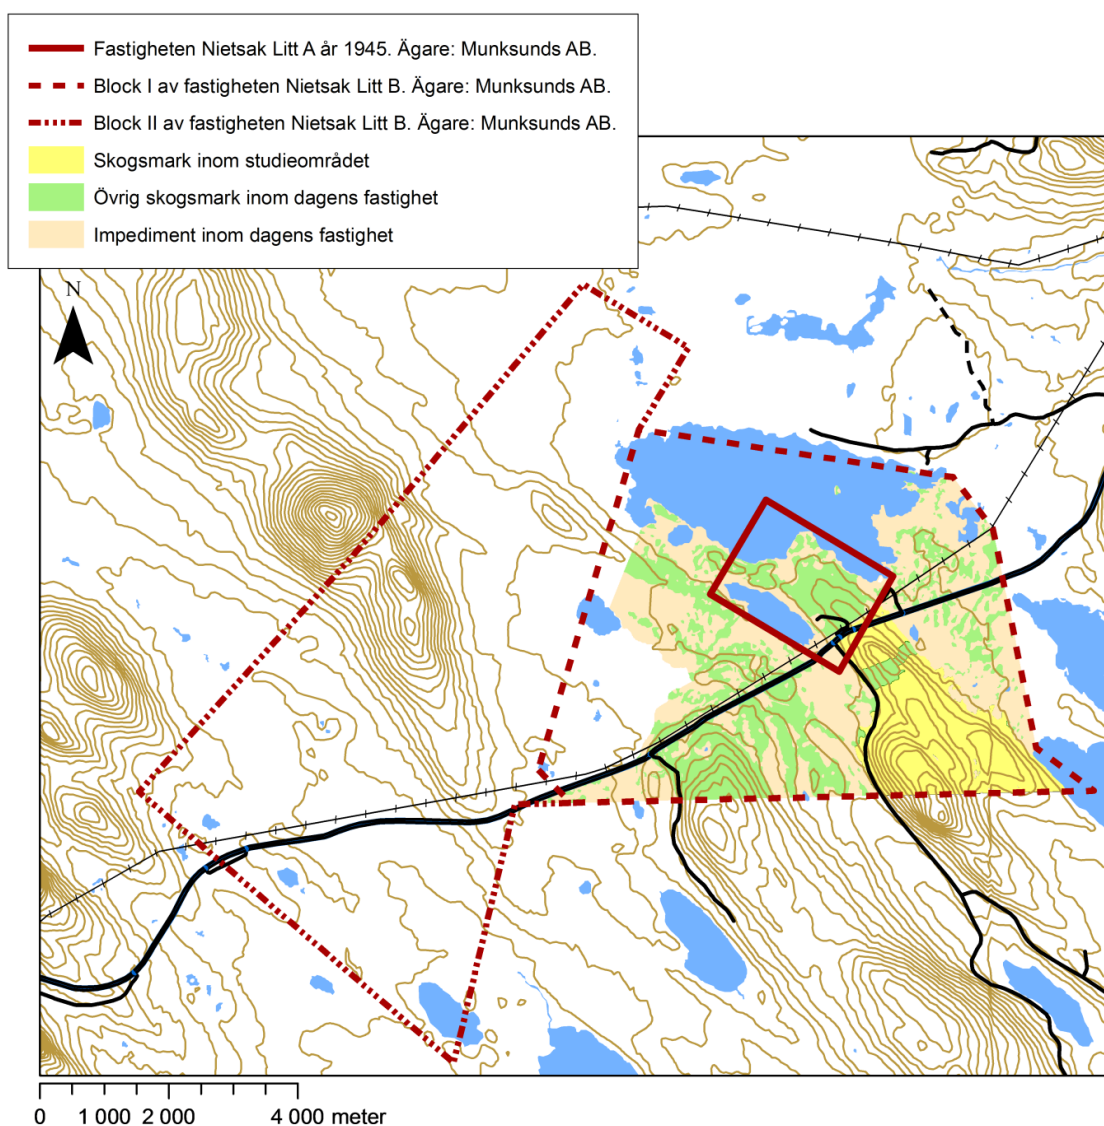 Fastigheten Nietsak Litt A år 1945. Ägare: Munksunds AB.
Block I av fastigheten Nietsak Litt B. Ägare: Munksunds AB.
Block II av fastigheten Nietsak Litt B. Ägare: Munksunds AB.
Skogsmark inom studieområdet
Övrig skogsmark inom dagens fastighet
Impediment inom dagens fastighet
N
0 1 000 2 000 4 000 meter